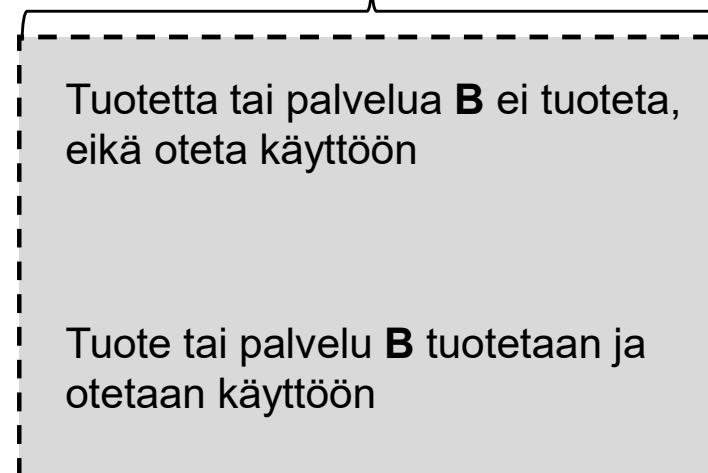 Tuotetta tai palvelua B ei tuoteta,
eikä oteta käyttöön
Tuote tai palvelu B tuotetaan ja
otetaan käyttöön